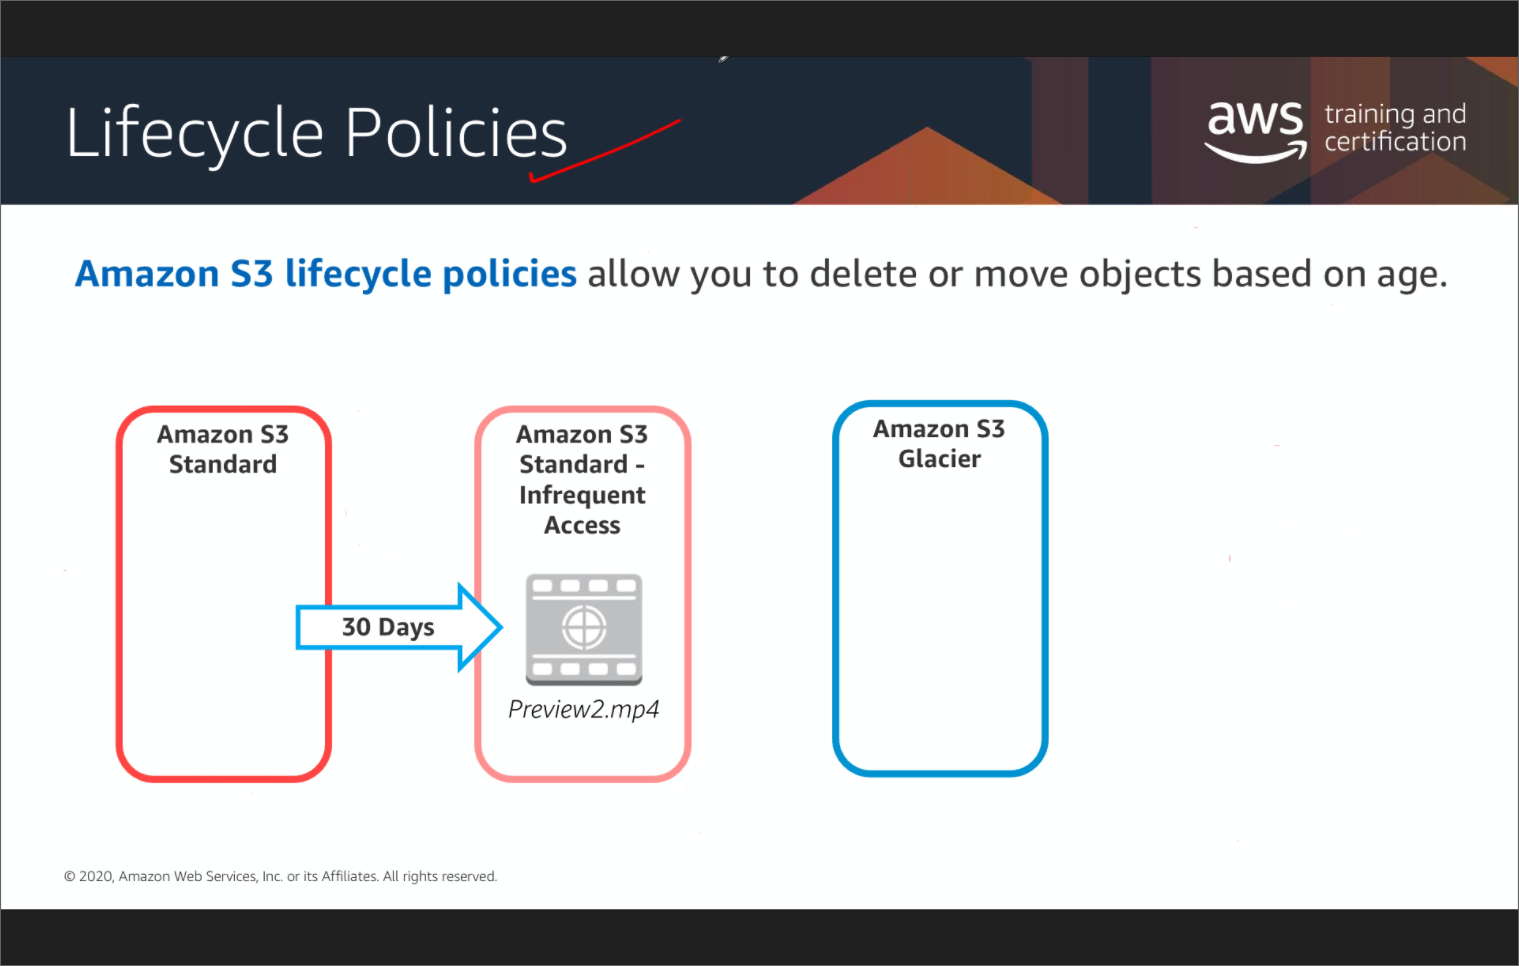 Lifecycle Policies
aws training and
certification
Amazon S3 lifecycle policies allow you to delete or move objects based on age.
Amazon S3
Standard
30 Days
Amazon S3
Standard -
Infrequent
Access
Preview2.mp4
Amazon S3
Glacier
© 2020, Amazon Web Services, Inc. or its Affiliates. All rights reserved.